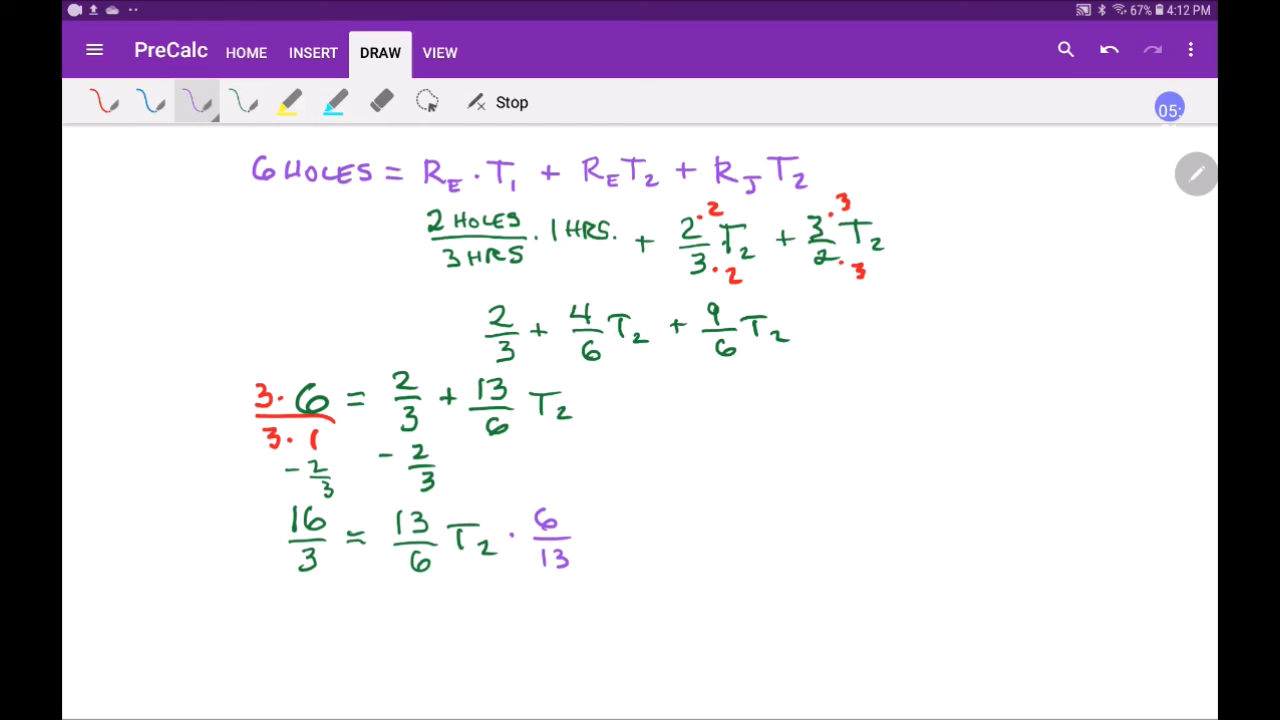 67% 4:12 PM
PreCalc HOME INSERT DRAW VIEW
Stop
05:
6 HOLES = R_E · T_1 + R_E T_2 + R_J T_2
2 HOLES / 3 HRS · 1 HRS. + 2·2 / 3·2 T_2 + 3·3 / 2·3 T_2
2/3 + 4/6 T_2 + 9/6 T_2
3·6 / 3·1 = 2/3 + 13/6 T_2
- 2/3 - 2/3
16/3 = 13/6 T_2 · 6/13